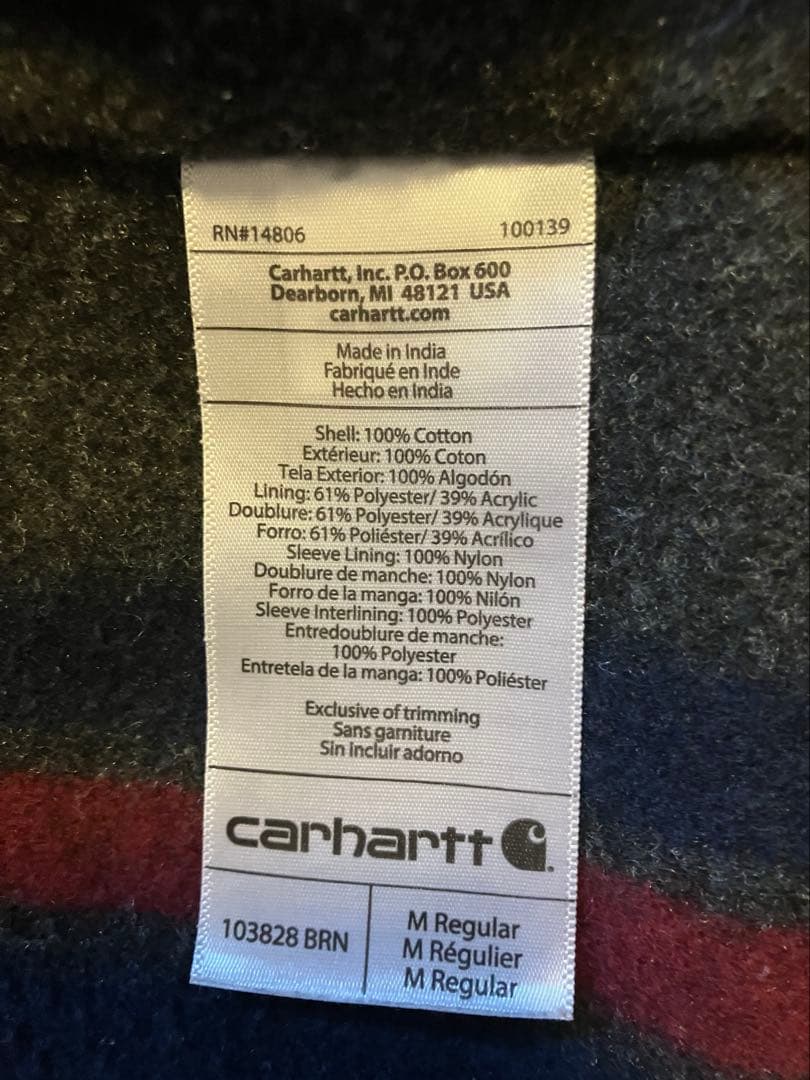 RN#14806 100139
Carhartt, Inc. P.O. Box 600
Dearborn, MI 48121 USA
carhartt.com
Made in India
Fabriqué en Inde
Hecho en India
Shell: 100% Cotton
Extérieur: 100% Coton
Tela Exterior: 100% Algodón
Lining: 61% Polyester/ 39% Acrylic
Doublure: 61% Polyester/ 39% Acrylique
Forro: 61% Poliéster/ 39% Acrílico
Sleeve Lining: 100% Nylon
Doublure de manche: 100% Nylon
Forro de la manga: 100% Nilón
Sleeve Interlining: 100% Polyester
Entredoublure de manche:
100% Polyester
Entretela de la manga: 100% Poliéster
Exclusive of trimming
Sans garniture
Sin incluir adorno
carhartt
103828 BRN
M Regular
M Régulier
M Regular